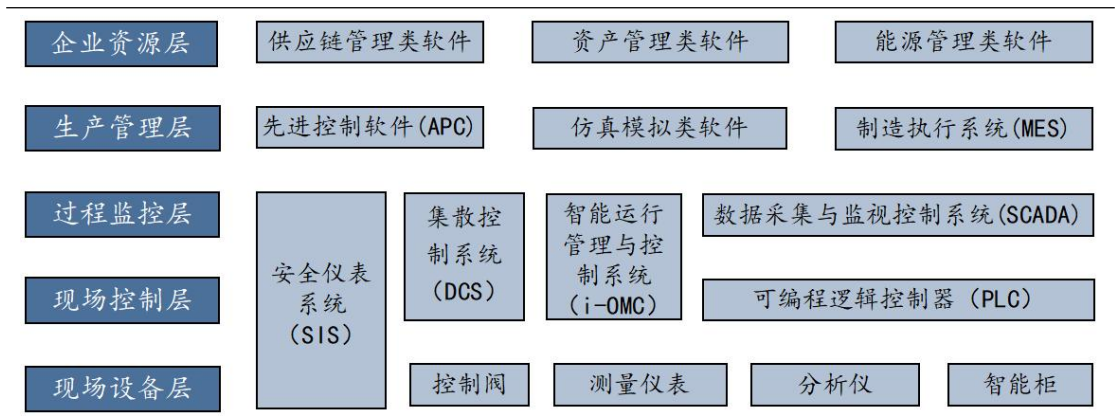 企业资源层
供应链管理类软件
资产管理类软件
能源管理类软件
生产管理层
先进控制软件(APC)
仿真模拟类软件
制造执行系统(MES)
过程监控层
现场控制层
现场设备层
安全仪表
系统
(SIS)
集散控
制系统
(DCS)
智能运行
管理与控
制系统
(i-OMC)
数据采集与监视控制系统(SCADA)
可编程逻辑控制器 (PLC)
控制阀
测量仪表
分析仪
智能柜